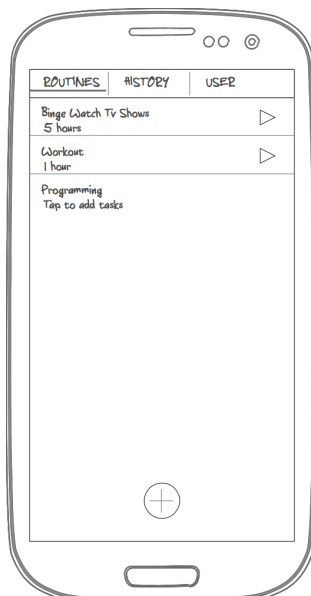 ROUTINES HISTORY USER
Binge Watch Tv Shows
5 hours
Workout
1 hour
Programming
Tap to add tasks